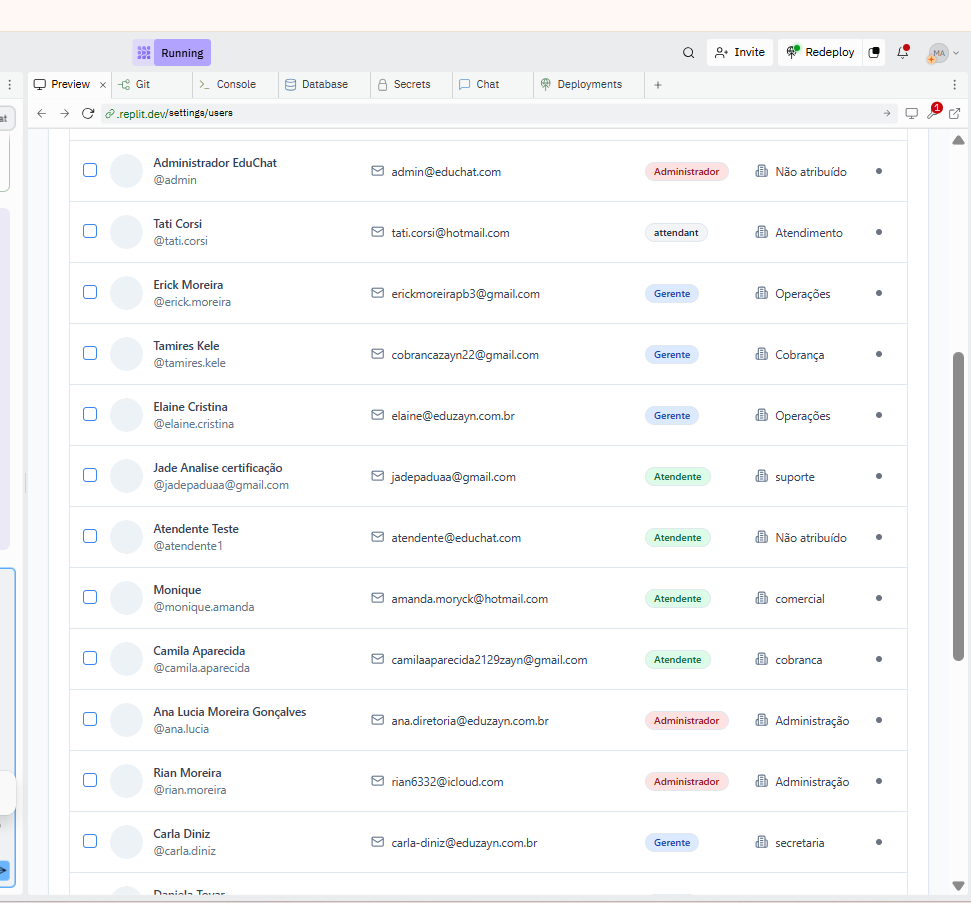 Running
Invite
Redeploy
MA
Preview
Git
Console
Database
Secrets
Chat
Deployments
at
.replit.dev/settings/users
1
Administrador EduChat
@admin
admin@educhat.com
Administrador
Não atribuído
Tati Corsi
@tati.corsi
tati.corsi@hotmail.com
attendant
Atendimento
Erick Moreira
@erick.moreira
erickmoreirapb3@gmail.com
Gerente
Operações
Tamires Kele
@tamires.kele
cobrancazayn22@gmail.com
Gerente
Cobrança
Elaine Cristina
@elaine.cristina
elaine@eduzayn.com.br
Gerente
Operações
Jade Analise certificação
@jadepaduaa@gmail.com
jadepaduaa@gmail.com
Atendente
suporte
Atendente Teste
@atendente1
atendente@educhat.com
Atendente
Não atribuído
Monique
@monique.amanda
amanda.moryck@hotmail.com
Atendente
comercial
Camila Aparecida
@camila.aparecida
camilaaparecida2129zayn@gmail.com
Atendente
cobranca
Ana Lucia Moreira Gonçalves
@ana.lucia
ana.diretoria@eduzayn.com.br
Administrador
Administração
Rian Moreira
@rian.moreira
rian6332@icloud.com
Administrador
Administração
Carla Diniz
@carla.diniz
carla-diniz@eduzayn.com.br
Gerente
secretaria
Daniela Tovar